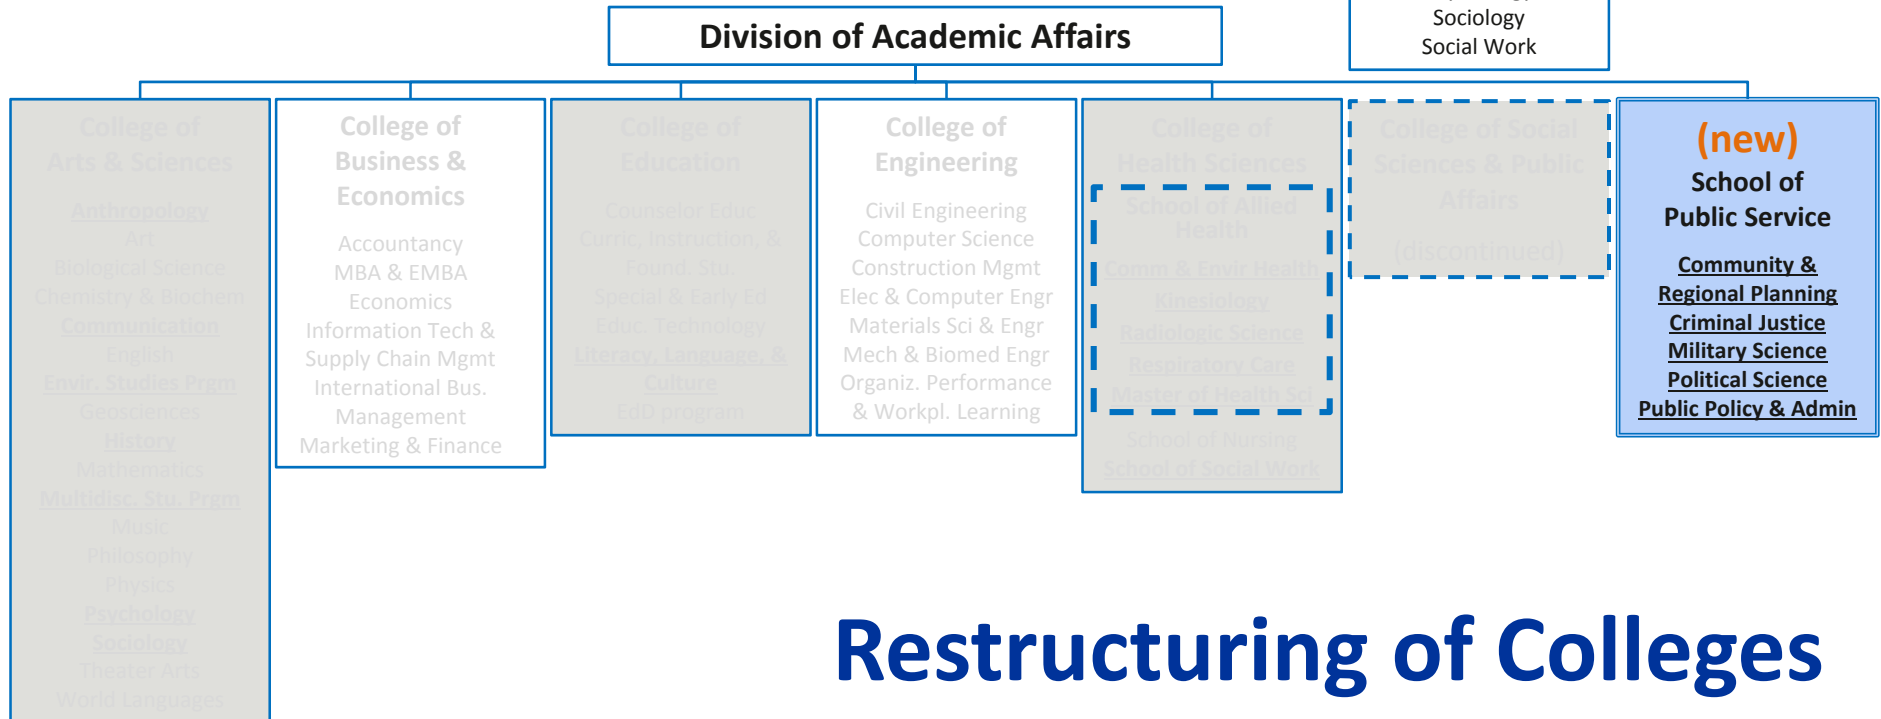 Sociology
Social Work
Division of Academic Affairs
College of
Arts & Sciences
Anthropology
Art
Biological Science
Chemistry & Biochem
Communication
English
Envir. Studies Prgm
Geosciences
History
Mathematics
Multidisc. Stu. Prgm
Music
Philosophy
Physics
Psychology
Sociology
Theater Arts
World Languages
College of
Business &
Economics
Accountancy
MBA & EMBA
Economics
Information Tech &
Supply Chain Mgmt
International Bus.
Management
Marketing & Finance
College of
Education
Counselor Educ
Curric, Instruction, &
Found. Stu.
Special & Early Ed
Educ. Technology
Literacy, Language, &
Culture
EdD program
College of
Engineering
Civil Engineering
Computer Science
Construction Mgmt
Elec & Computer Engr
Materials Sci & Engr
Mech & Biomed Engr
Organiz. Performance
& Workpl. Learning
College of
Health Sciences
School of Allied
Health
Comm & Envir Health
Kinesiology
Radiologic Science
Respiratory Care
Master of Health Sci
School of Nursing
School of Social Work
College of Social
Sciences & Public
Affairs
(discontinued)
(new)
School of
Public Service
Community &
Regional Planning
Criminal Justice
Military Science
Political Science
Public Policy & Admin
Restructuring of Colleges